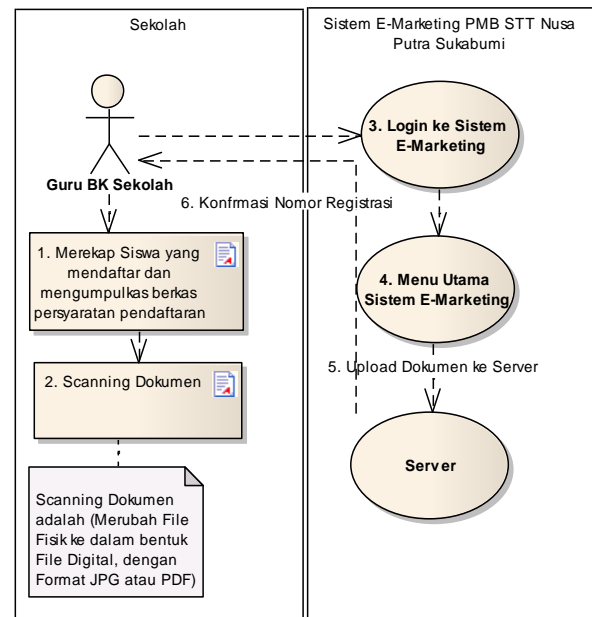 Sekolah
Sistem E-Marketing PMB STT Nusa
Putra Sukabumi
Guru BK Sekolah
3. Login ke Sistem
E-Marketing
6. Konfrmasi Nomor Registrasi
1. Merekap Siswa yang
mendaftar dan
mengumpulkas berkas
persyaratan pendaftaran
4. Menu Utama
Sistem E-Marketing
2. Scanning Dokumen
5. Upload Dokumen ke Server
Server
Scanning Dokumen
adalah (Merubah File
Fisik ke dalam bentuk
File Digital, dengan
Format JPG atau PDF)